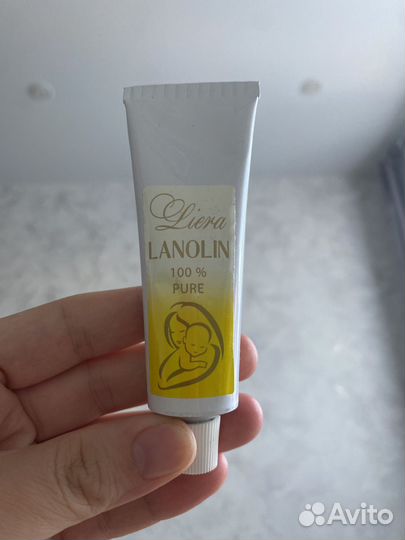 Liera
LANOLIN
100 %
PURE
Avito